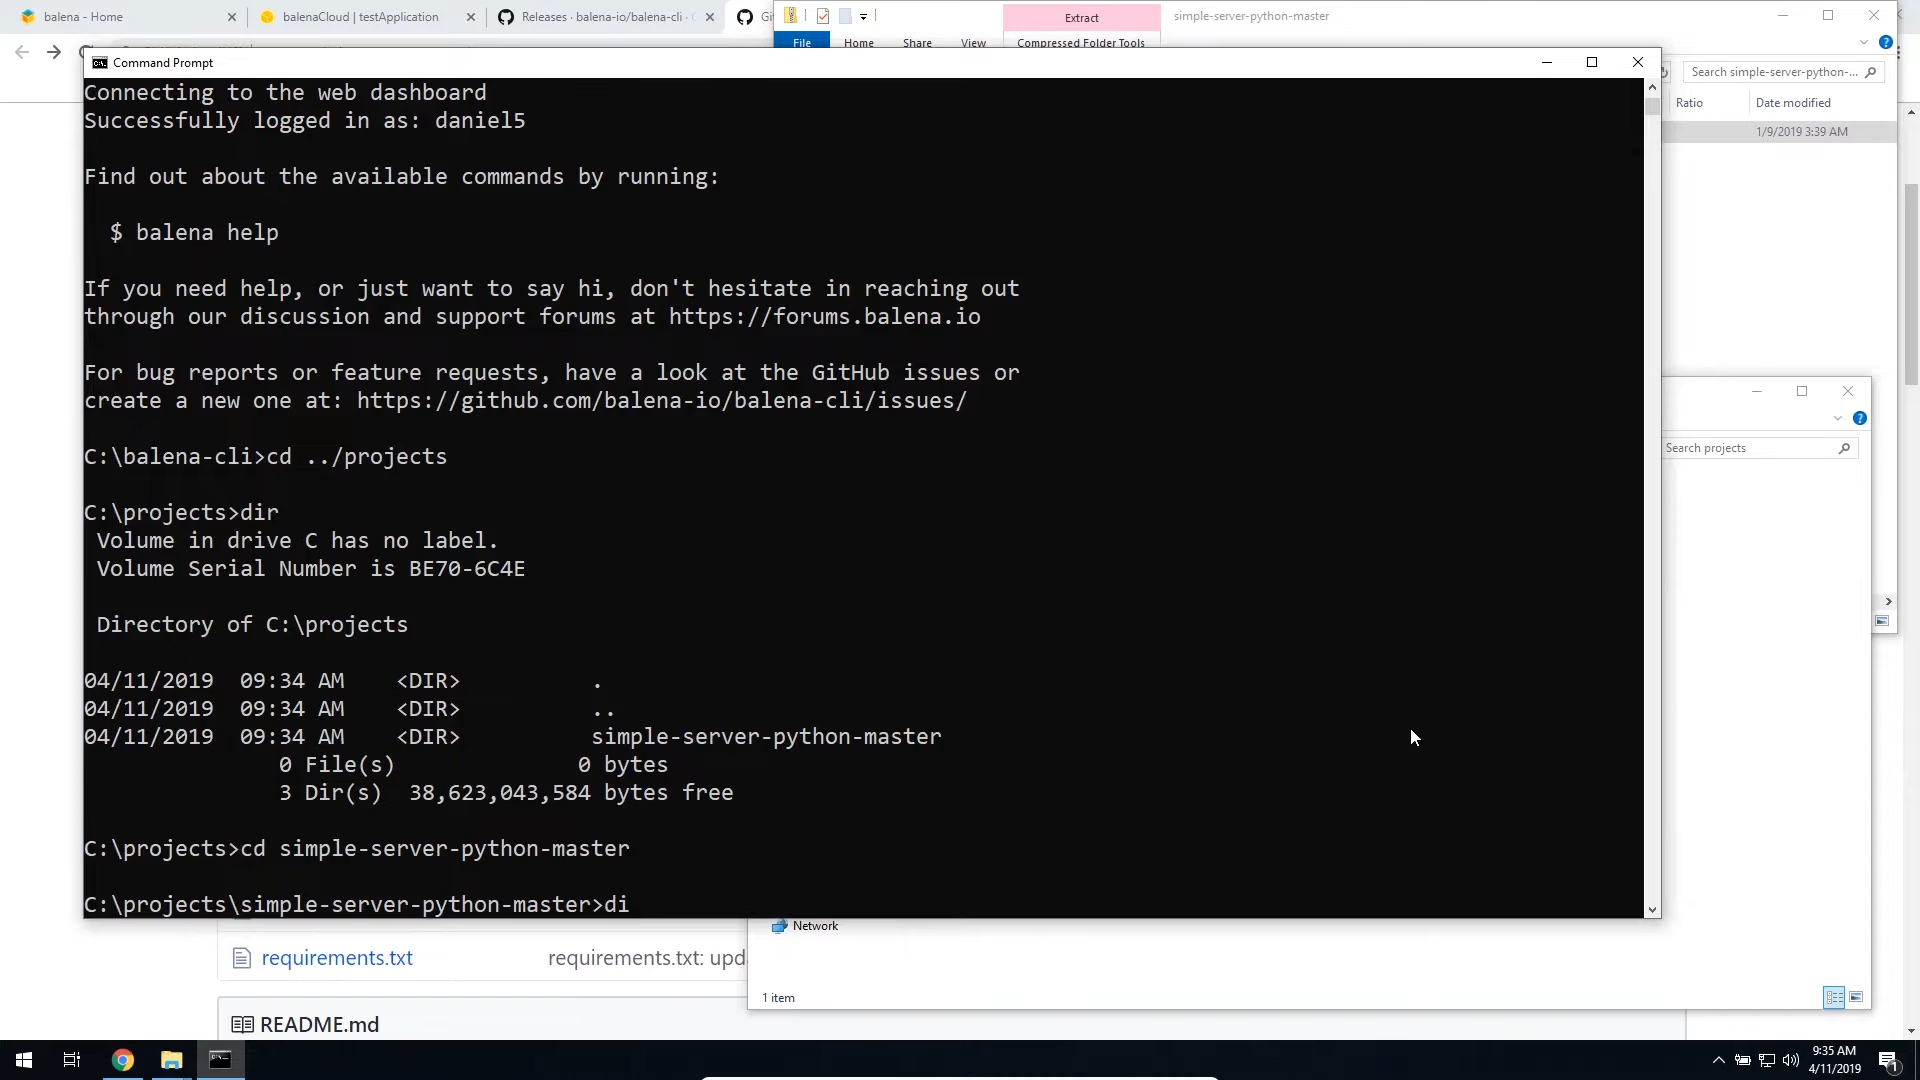 balena - Home
balenaCloud | testApplication
Releases · balena-io/balena-cli ·
Extract
simple-server-python-master
File
Home
Share
View
Compressed Folder Tools
Command Prompt
Search simple-server-python-...
Ratio
Date modified
1/9/2019 3:39 AM
Connecting to the web dashboard
Successfully logged in as: daniel5
Find out about the available commands by running:
$ balena help
If you need help, or just want to say hi, don't hesitate in reaching out
through our discussion and support forums at https://forums.balena.io
For bug reports or feature requests, have a look at the GitHub issues or
create a new one at: https://github.com/balena-io/balena-cli/issues/
Search projects
C:\balena-cli>cd ../projects
C:\projects>dir
Volume in drive C has no label.
Volume Serial Number is BE70-6C4E
Directory of C:\projects
04/11/2019  09:34 AM    <DIR>          .
04/11/2019  09:34 AM    <DIR>          ..
04/11/2019  09:34 AM    <DIR>          simple-server-python-master
0 File(s)              0 bytes
3 Dir(s)  38,623,043,584 bytes free
C:\projects>cd simple-server-python-master
C:\projects\simple-server-python-master>di
Network
requirements.txt
requirements.txt:
1 item
README.md
9:35 AM
4/11/2019
1